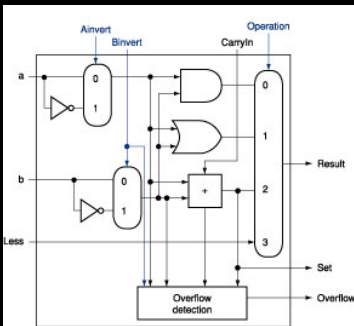 Operation
Ainvert
CarryIn
Binvert
a
0
0
1
1
Result
b
0
+
2
1
Less
3
Set
Overflow
detection
Overflow